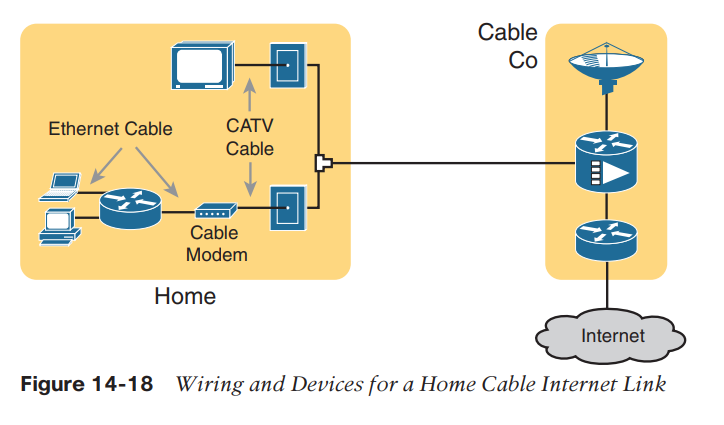 Cable
Co
Ethernet Cable
CATV
Cable
Cable
Modem
Home
Internet
Figure 14-18 Wiring and Devices for a Home Cable Internet Link